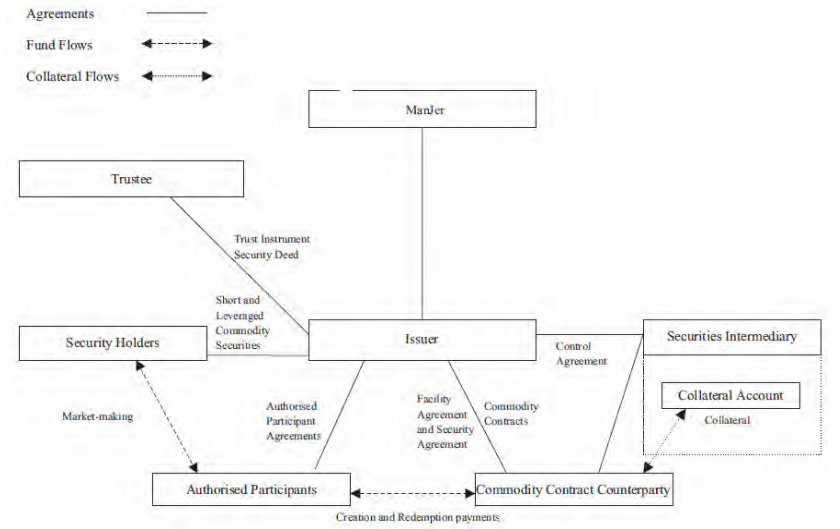 Agreements
Fund Flows
Collateral Flows
ManJer
Trustee
Trust Instrument
Security Deed
Short and
Leveraged
Commodity
Securities
Security Holders
Issuer
Securities Intermediary
Control
Agreement
Collateral Account
Collateral
Market-making
Authorised
Participant
Agreements
Facility
Agreement
and Security
Agreement
Commodity
Contracts
Authorised Participants
Commodity Contract Counterparty
Creation and Redemption payments